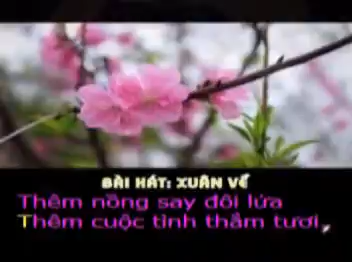 BÀI HÁT: XUÂN VỀ
Thêm nồng say đôi lứa
Thêm cuộc tình thắm tươi